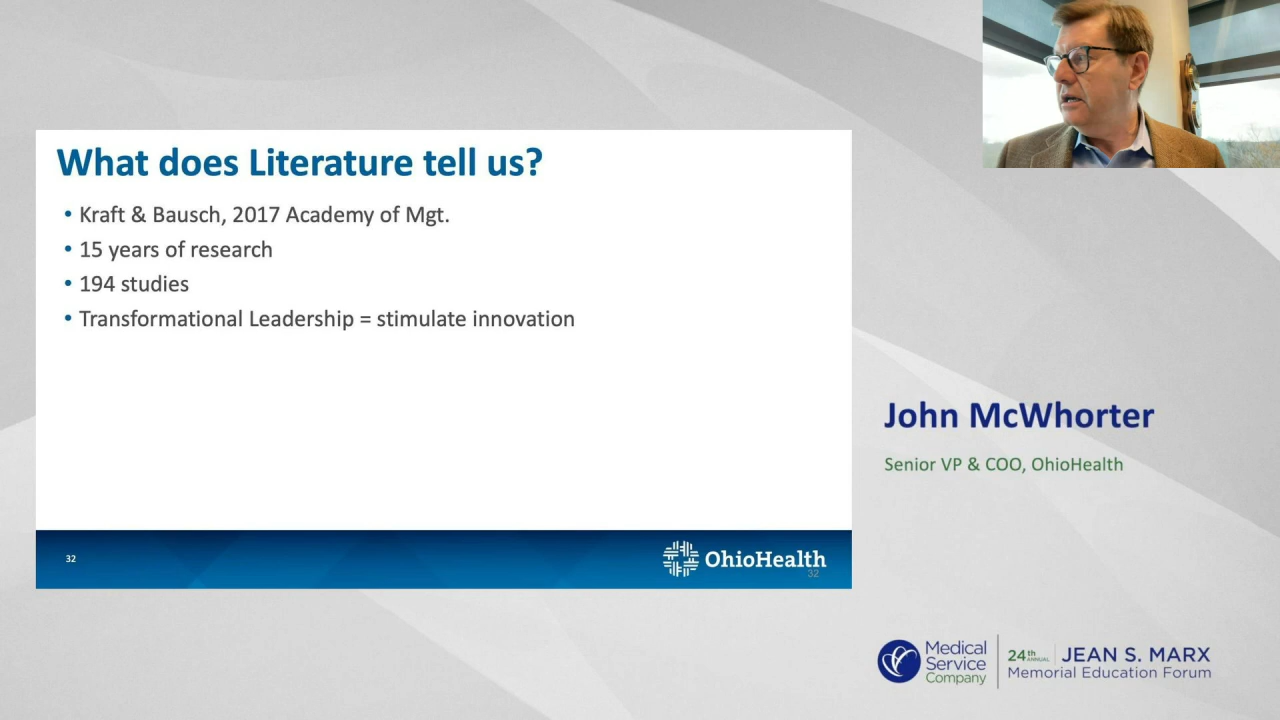 What does Literature tell us?
• Kraft & Bausch, 2017 Academy of Mgt.
• 15 years of research
• 194 studies
• Transformational Leadership = stimulate innovation
32
OhioHealth
32
John McWhorter
Senior VP & COO, OhioHealth
Medical
Service
Company
24th ANNUAL JEAN S. MARX
Memorial Education Forum